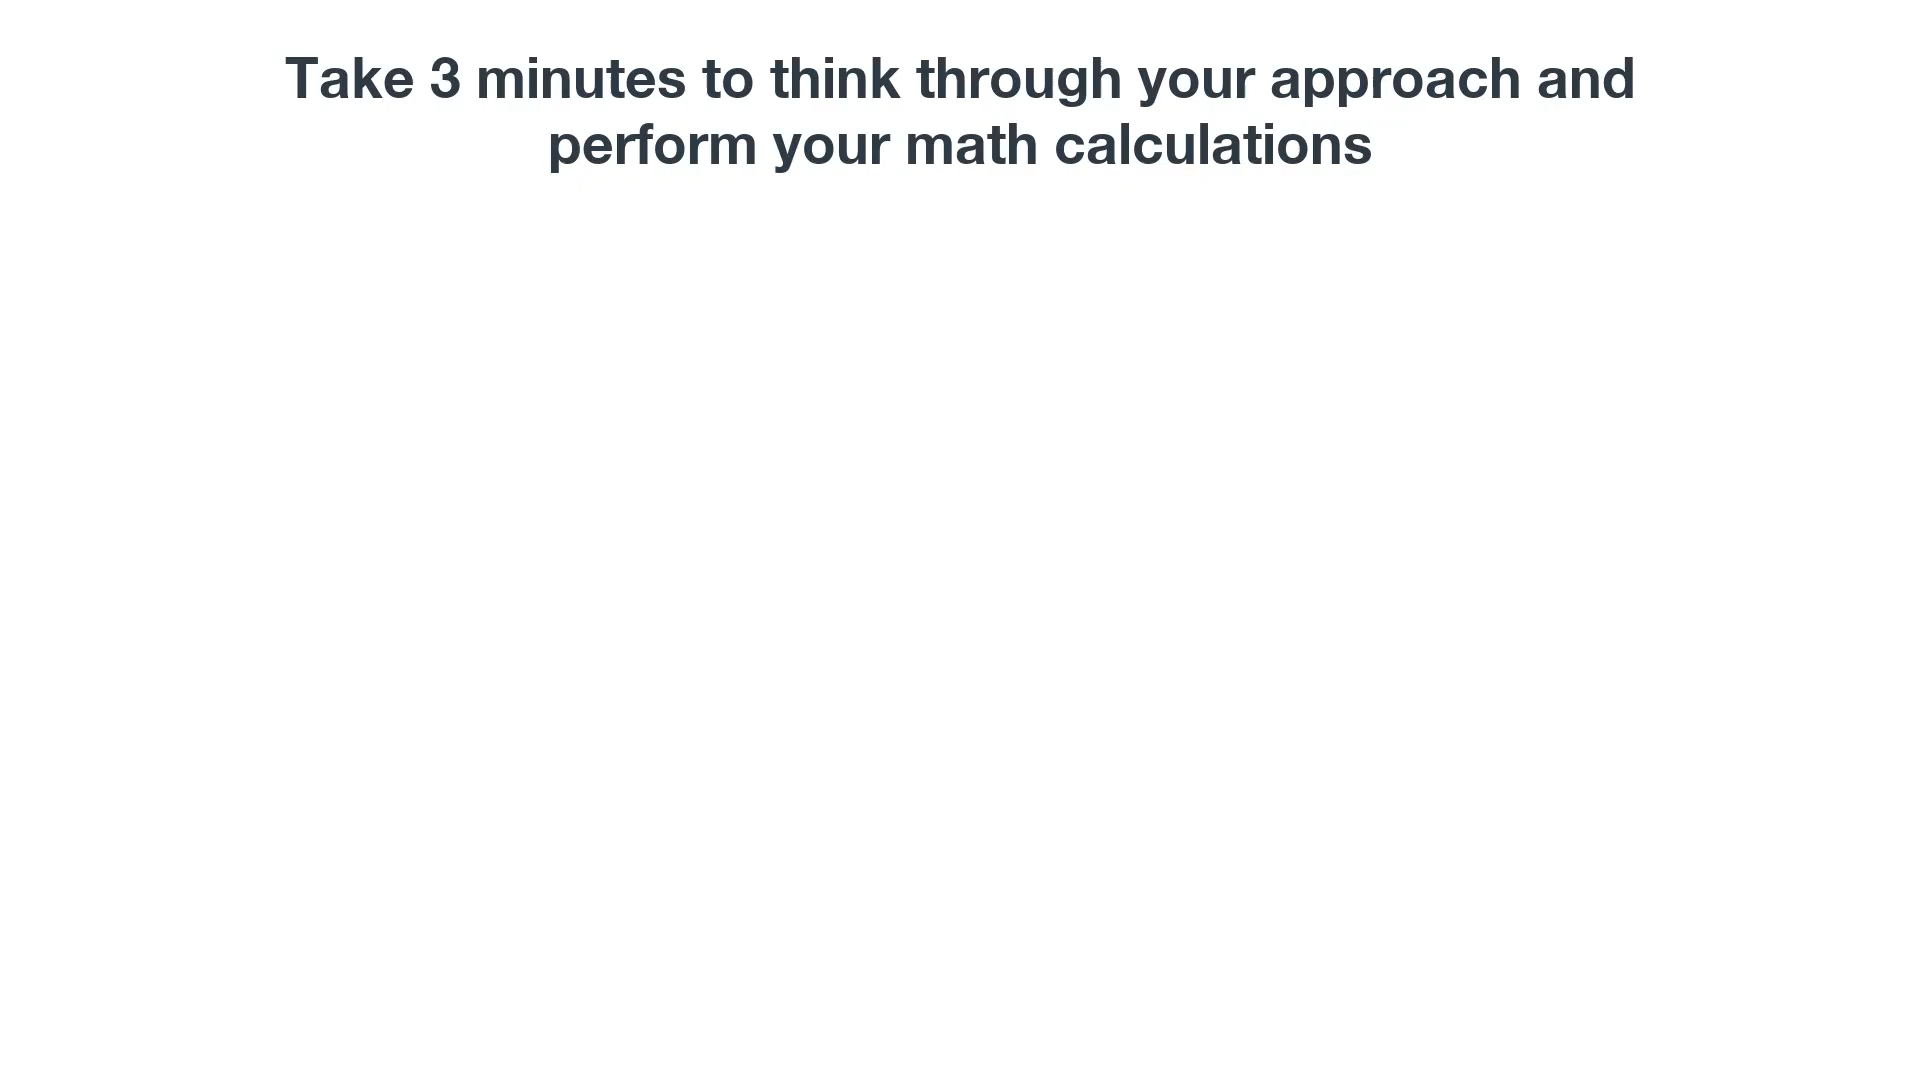 Take 3 minutes to think through your approach and
perform your math calculations